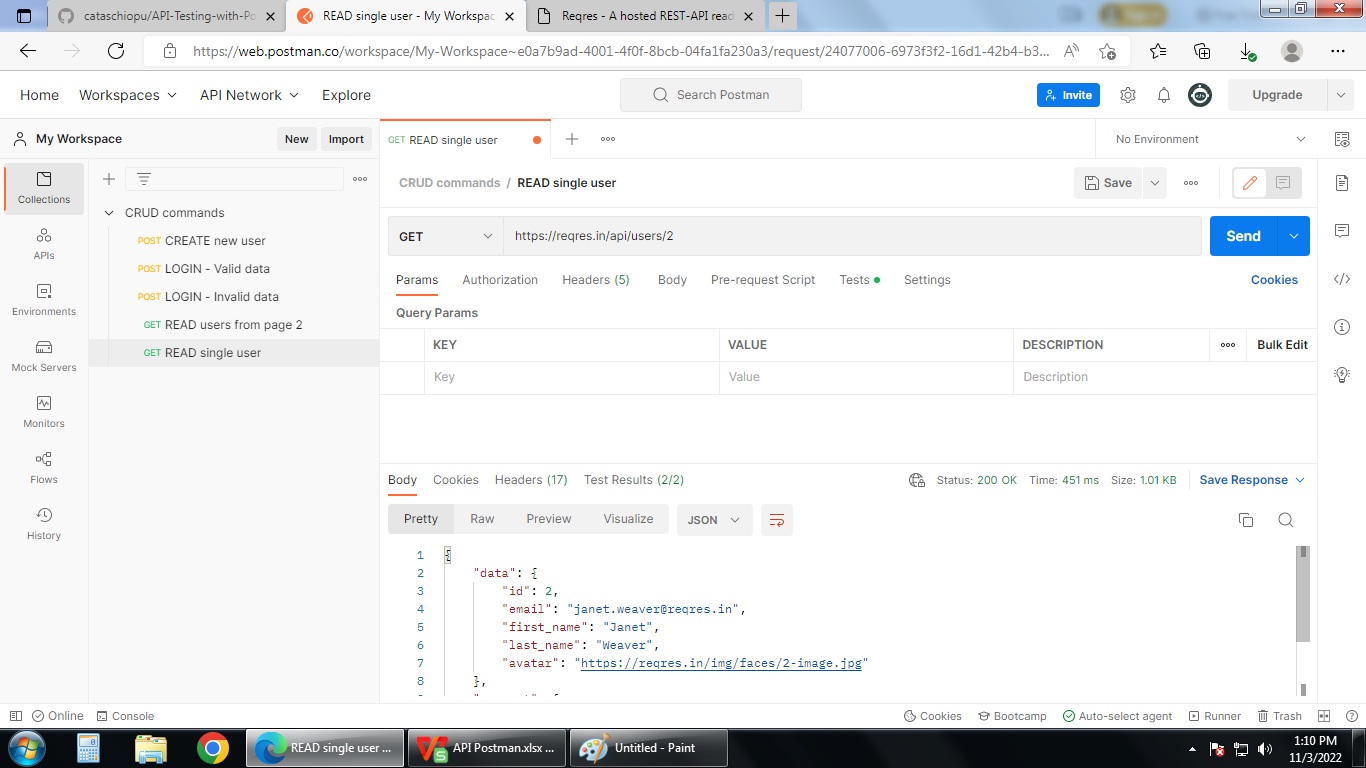 cataschiopu/API-Testing-with-Po
READ single user - My Workspac
Reqres - A hosted REST-API read
https://web.postman.co/workspace/My-Workspace~e0a7b9ad-4001-4f0f-8bcb-04fa1fa230a3/request/24077006-6973f3f2-16d1-42b4-b3...
Home Workspaces API Network Explore Search Postman Invite Upgrade
My Workspace New Import GET READ single user No Environment
Collections
APIs
Environments
Mock Servers
Monitors
Flows
History
CRUD commands
POST CREATE new user
POST LOGIN - Valid data
POST LOGIN - Invalid data
GET READ users from page 2
GET READ single user
CRUD commands / READ single user Save
GET https://reqres.in/api/users/2 Send
Params Authorization Headers (5) Body Pre-request Script Tests Settings Cookies
Query Params
KEY VALUE DESCRIPTION Bulk Edit
Key Value Description
Body Cookies Headers (17) Test Results (2/2) Status: 200 OK Time: 451 ms Size: 1.01 KB Save Response
Pretty Raw Preview Visualize JSON
1 {
2 "data": {
3 "id": 2,
4 "email": "janet.weaver@reqres.in",
5 "first_name": "Janet",
6 "last_name": "Weaver",
7 "avatar": "https://reqres.in/img/faces/2-image.jpg"
8 },
Online Console Cookies Bootcamp Auto-select agent Runner Trash
READ single user ... API Postman.xlsx ... Untitled - Paint
1:10 PM
11/3/2022